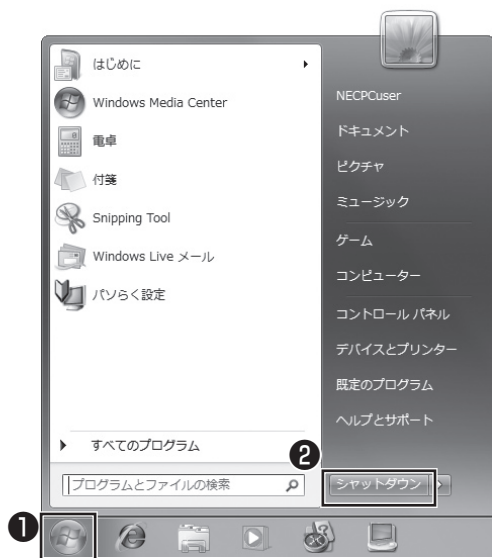 はじめに
Windows Media Center
電卓
付箋
Snipping Tool
Windows Live メール
パソらく設定
すべてのプログラム
プログラムとファイルの検索
NECPCuser
ドキュメント
ピクチャ
ミュージック
ゲーム
コンピューター
コントロール パネル
デバイスとプリンター
既定のプログラム
ヘルプとサポート
❷
シャットダウン
❶